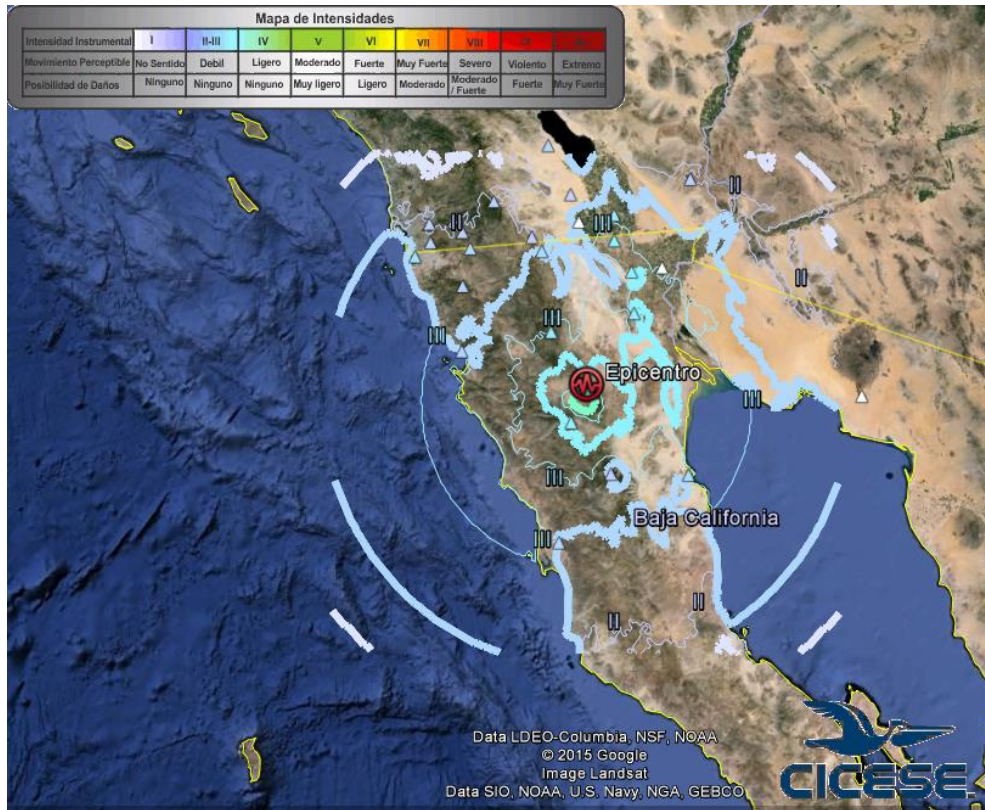 Mapa de Intensidades
Intensidad Instrumental I II-III IV V VI VII VIII IX
Movimiento Perceptible No Sentido Debil Ligero Moderado Fuerte Muy Fuerte Severo Violento Extremo
Posibilidad de Daños Ninguno Ninguno Ninguno Muy ligero Ligero Moderado Moderado / Fuerte Fuerte Muy Fuerte
II
II
III
II
III
III
Epicentro
III
III
Baja California
III
II
II
Data LDEO-Columbia, NSF, NOAA
© 2015 Google
Image Landsat
Data SIO, NOAA, U.S. Navy, NGA, GEBCO
CICESE